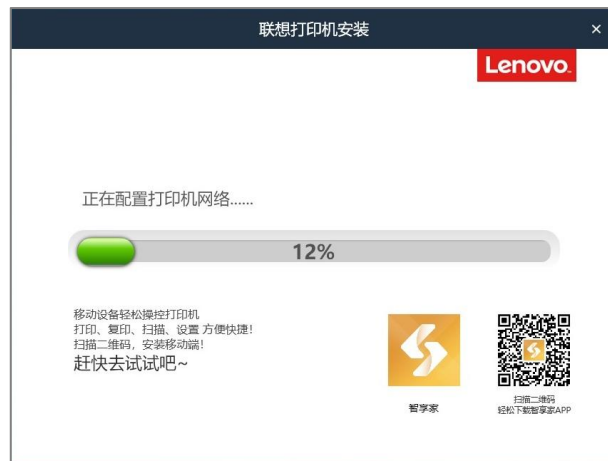 联想打印机安装
×
Lenovo.
正在配置打印机网络......
12%
移动设备轻松操控打印机
打印、复印、扫描、设置 方便快捷！
扫描二维码，安装移动端！
赶快去试试吧~
智享家
扫描二维码
轻松下载智享家APP